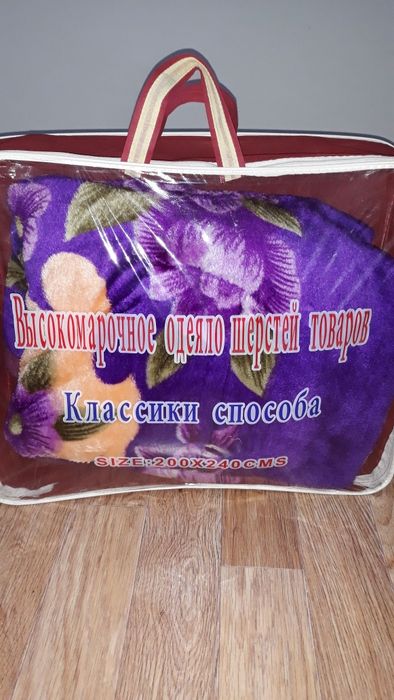 Высокомарочное одеяло шерстей товаров
Классики способа
SIZE:200X240CMS